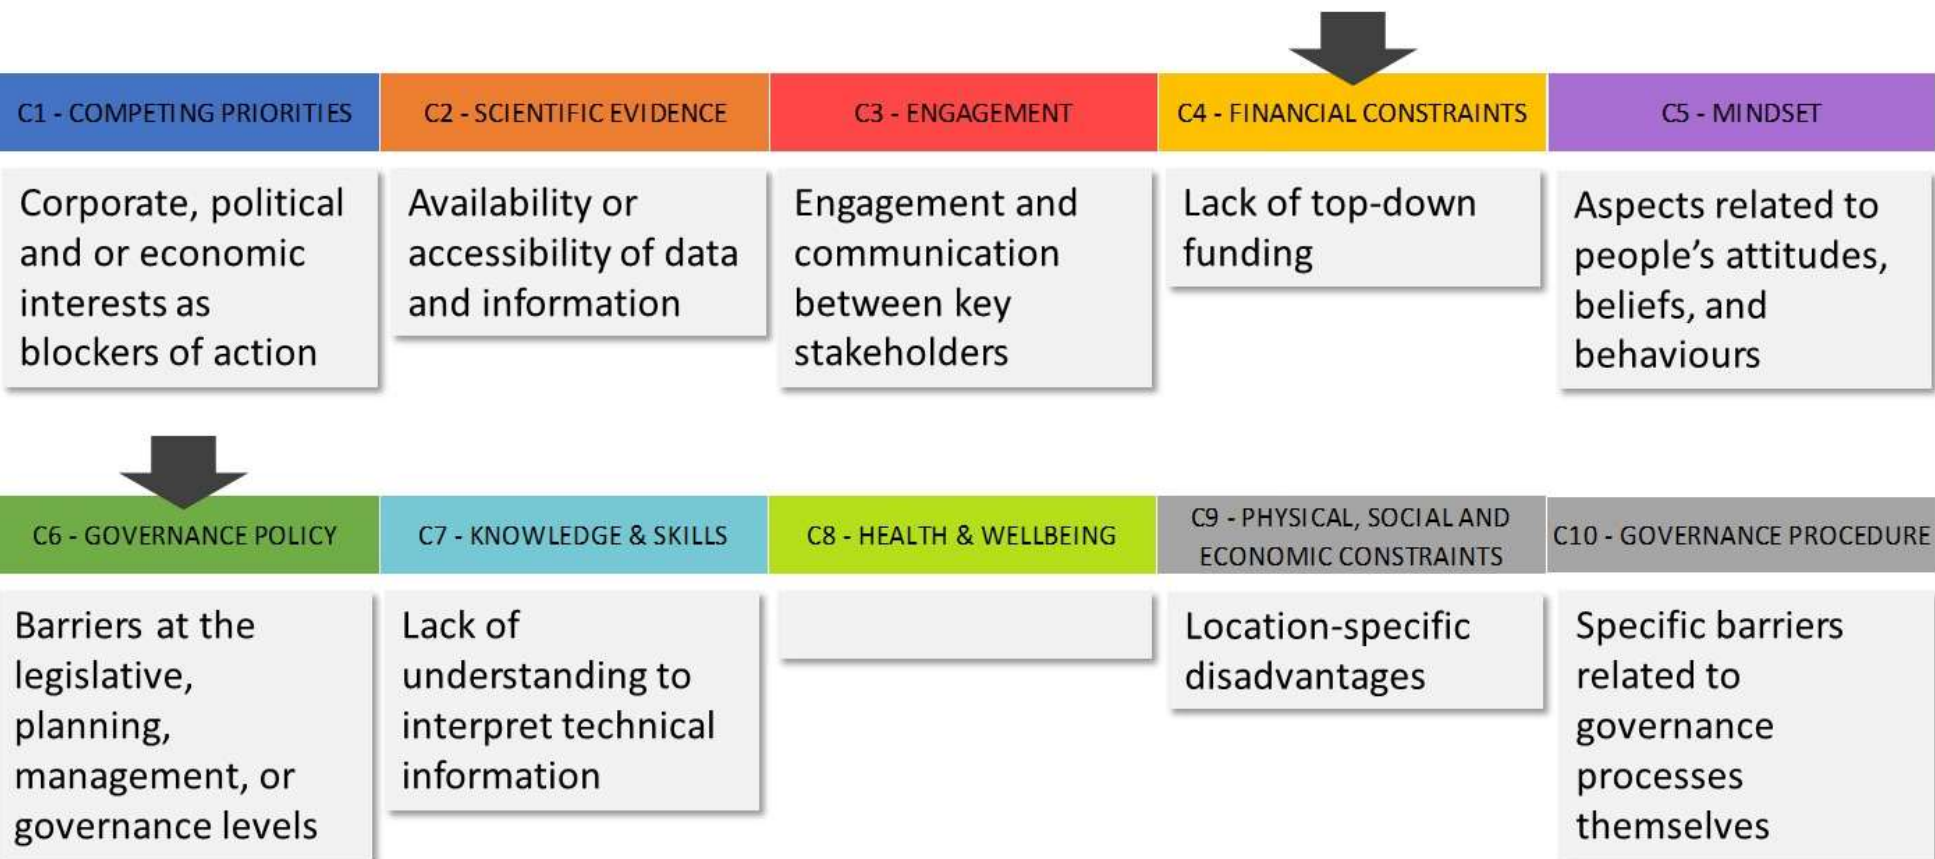 C1 - COMPETING PRIORITIES
C2 - SCIENTIFIC EVIDENCE
C3 - ENGAGEMENT
C4 - FINANCIAL CONSTRAINTS
C5 - MINDSET
Corporate, political
and or economic
interests as
blockers of action
Availability or
accessibility of data
and information
Engagement and
communication
between key
stakeholders
Lack of top-down
funding
Aspects related to
people’s attitudes,
beliefs, and
behaviours
C6 - GOVERNANCE POLICY
C7 - KNOWLEDGE & SKILLS
C8 - HEALTH & WELLBEING
C9 - PHYSICAL, SOCIAL AND
ECONOMIC CONSTRAINTS
C10 - GOVERNANCE PROCEDURE
Barriers at the
legislative,
planning,
management, or
governance levels
Lack of
understanding to
interpret technical
information
Location-specific
disadvantages
Specific barriers
related to
governance
processes
themselves